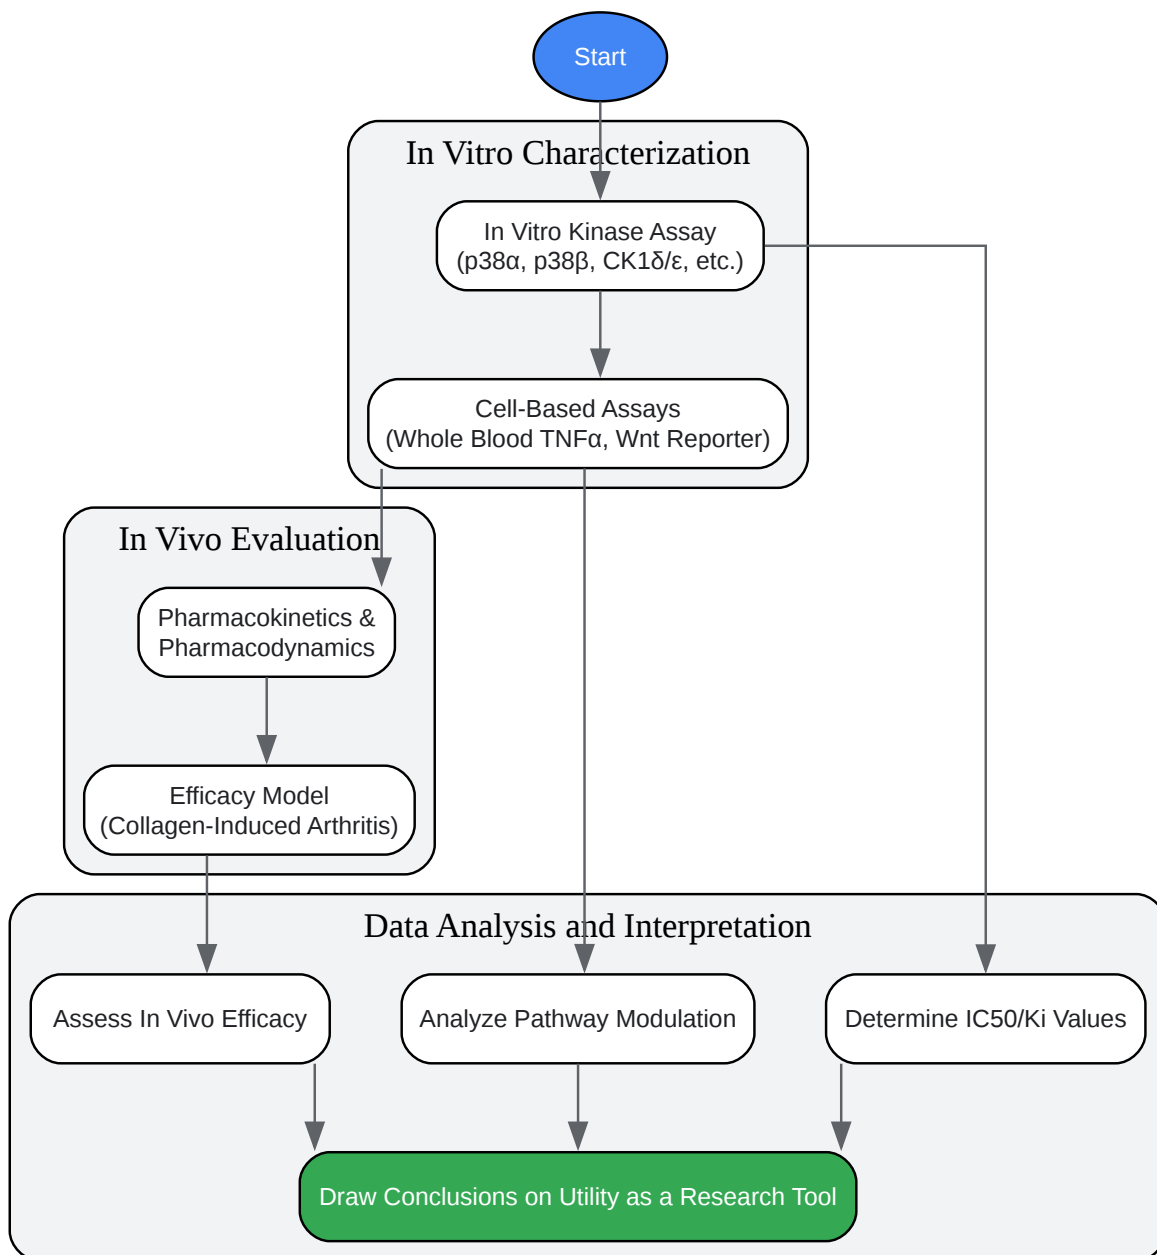 Start
In Vitro Characterization
In Vitro Kinase Assay
(p38α, p38β, CK1δ/ε, etc.)
Cell-Based Assays
(Whole Blood TNFα, Wnt Reporter)
In Vivo Evaluation
Pharmacokinetics &
Pharmacodynamics
Efficacy Model
(Collagen-Induced Arthritis)
Data Analysis and Interpretation
Assess In Vivo Efficacy
Analyze Pathway Modulation
Determine IC50/Ki Values
Draw Conclusions on Utility as a Research Tool